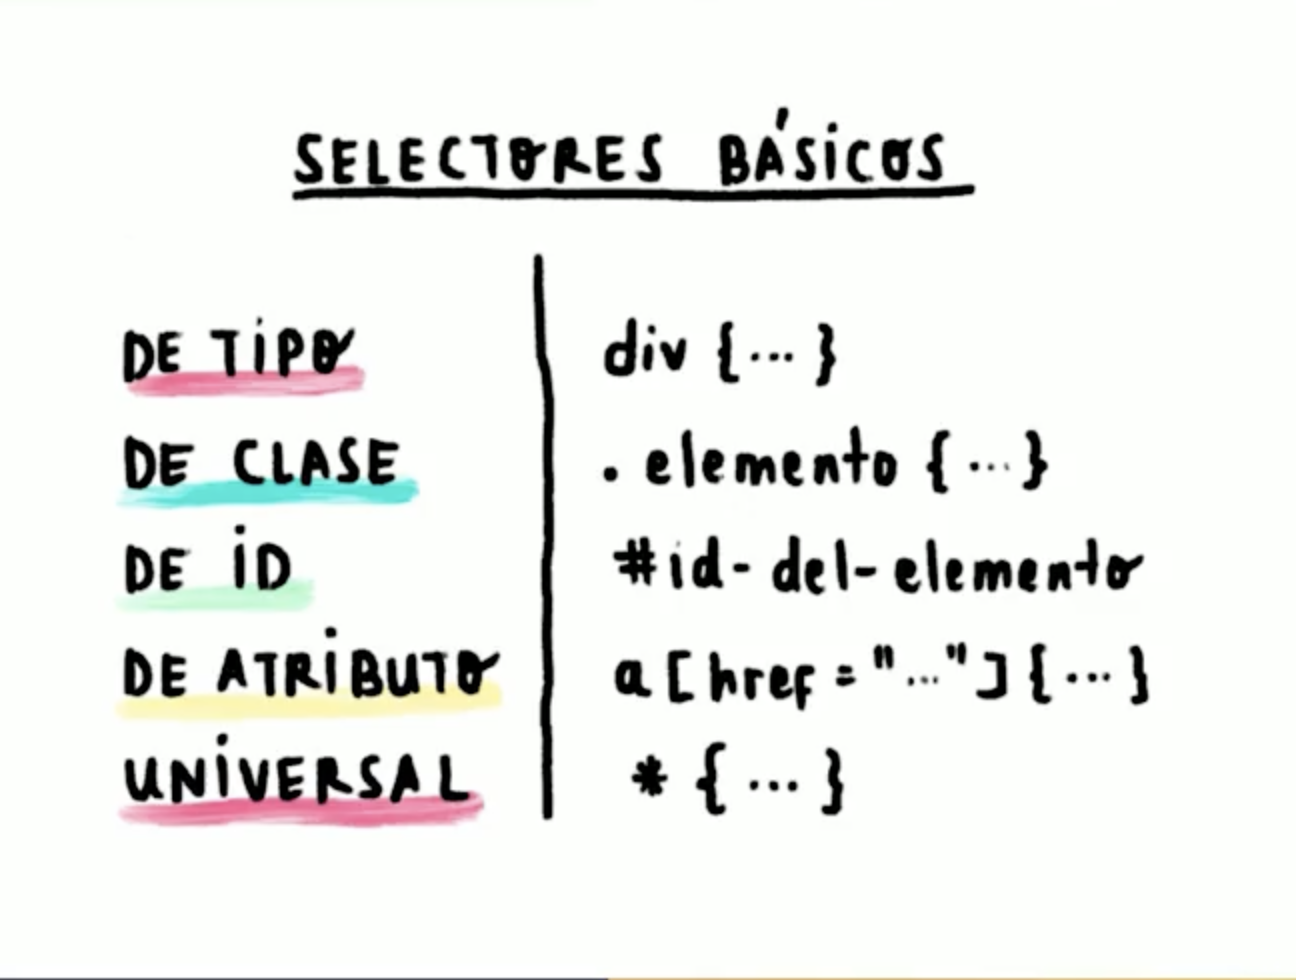 SELECTORES BÁSICOS
DE TIPO div {...}
DE CLASE .elemento {...}
DE ID #id-del-elemento
DE ATRIBUTO a[href="..."]{...}
UNIVERSAL * {...}